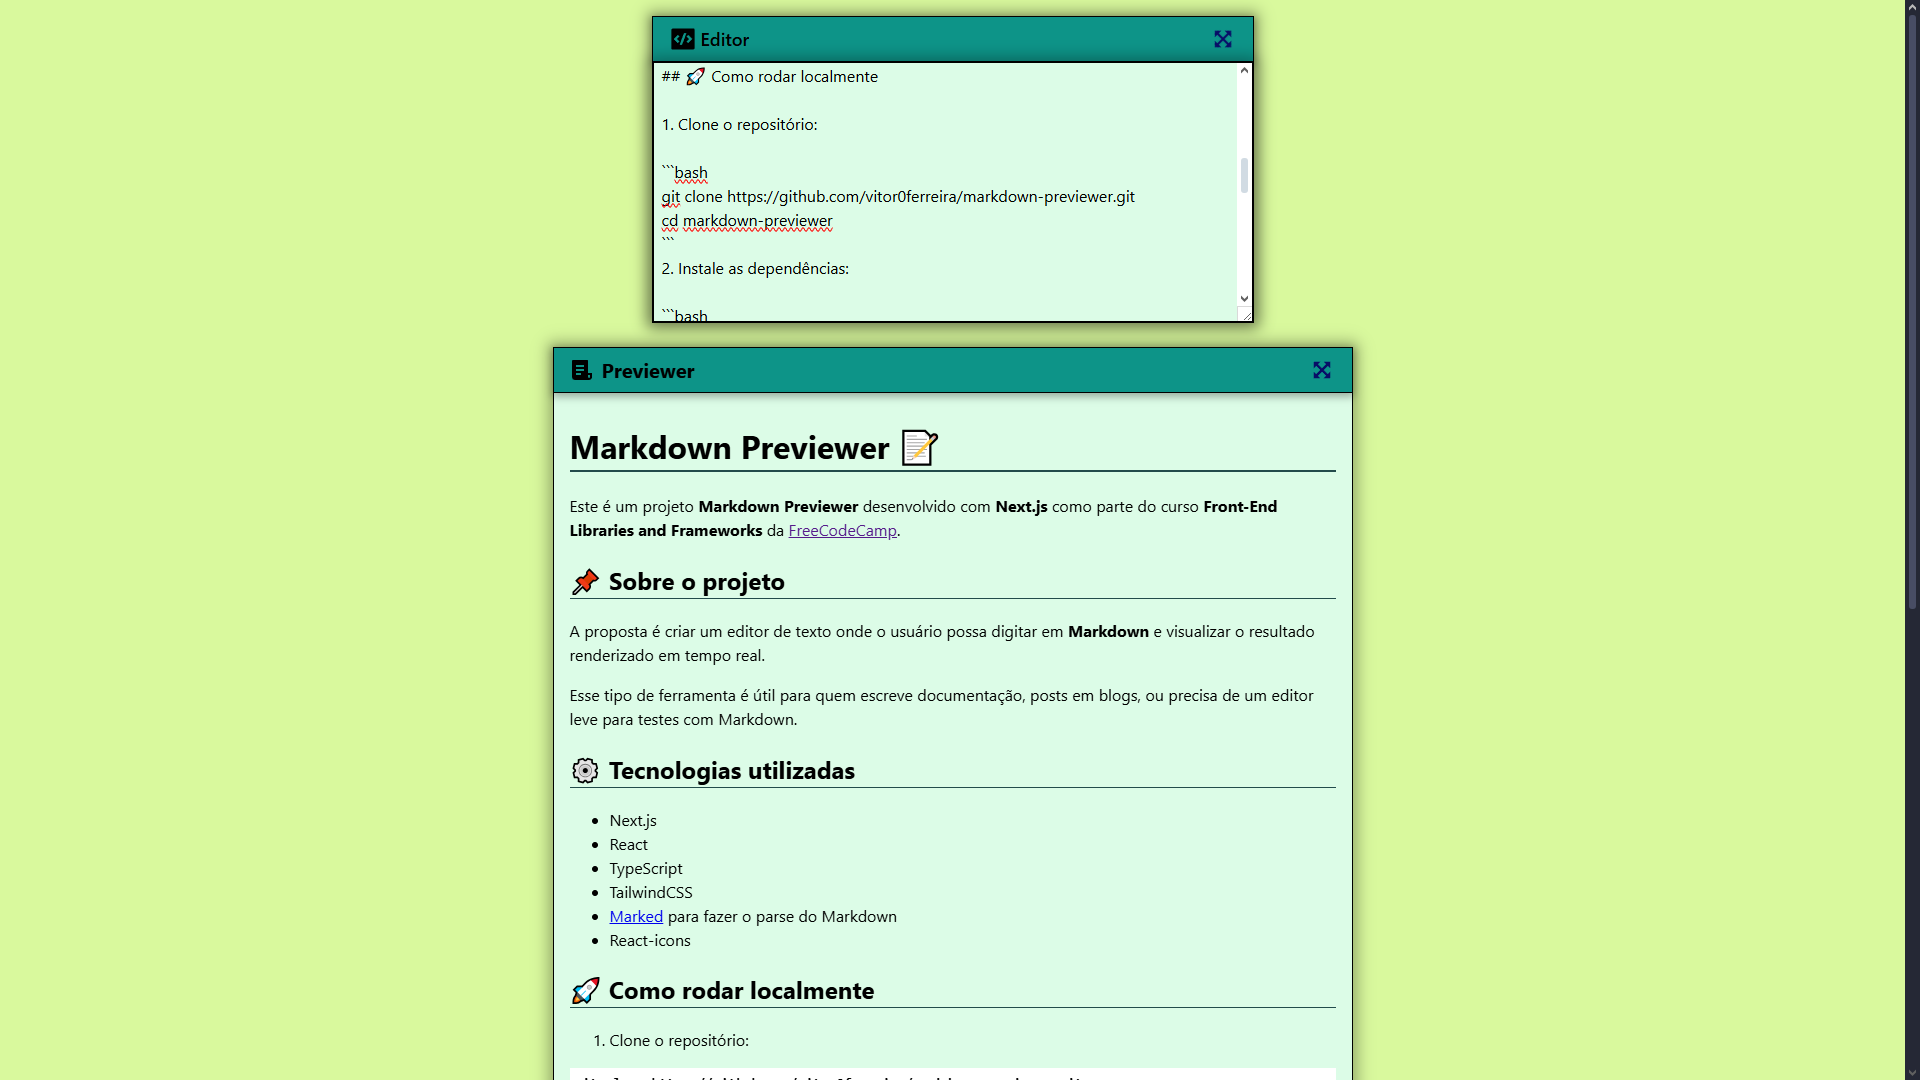 Editor
## 🚀 Como rodar localmente
1. Clone o repositório:
```bash
git clone https://github.com/vitor0ferreira/markdown-previewer.git
cd markdown-previewer
```
2. Instale as dependências:
```bash
Previewer
Markdown Previewer 📝
Este é um projeto Markdown Previewer desenvolvido com Next.js como parte do curso Front-End
Libraries and Frameworks da FreeCodeCamp.
📌 Sobre o projeto
A proposta é criar um editor de texto onde o usuário possa digitar em Markdown e visualizar o resultado
renderizado em tempo real.
Esse tipo de ferramenta é útil para quem escreve documentação, posts em blogs, ou precisa de um editor
leve para testes com Markdown.
⚙️ Tecnologias utilizadas
• Next.js
• React
• TypeScript
• TailwindCSS
• Marked para fazer o parse do Markdown
• React-icons
🚀 Como rodar localmente
1. Clone o repositório: